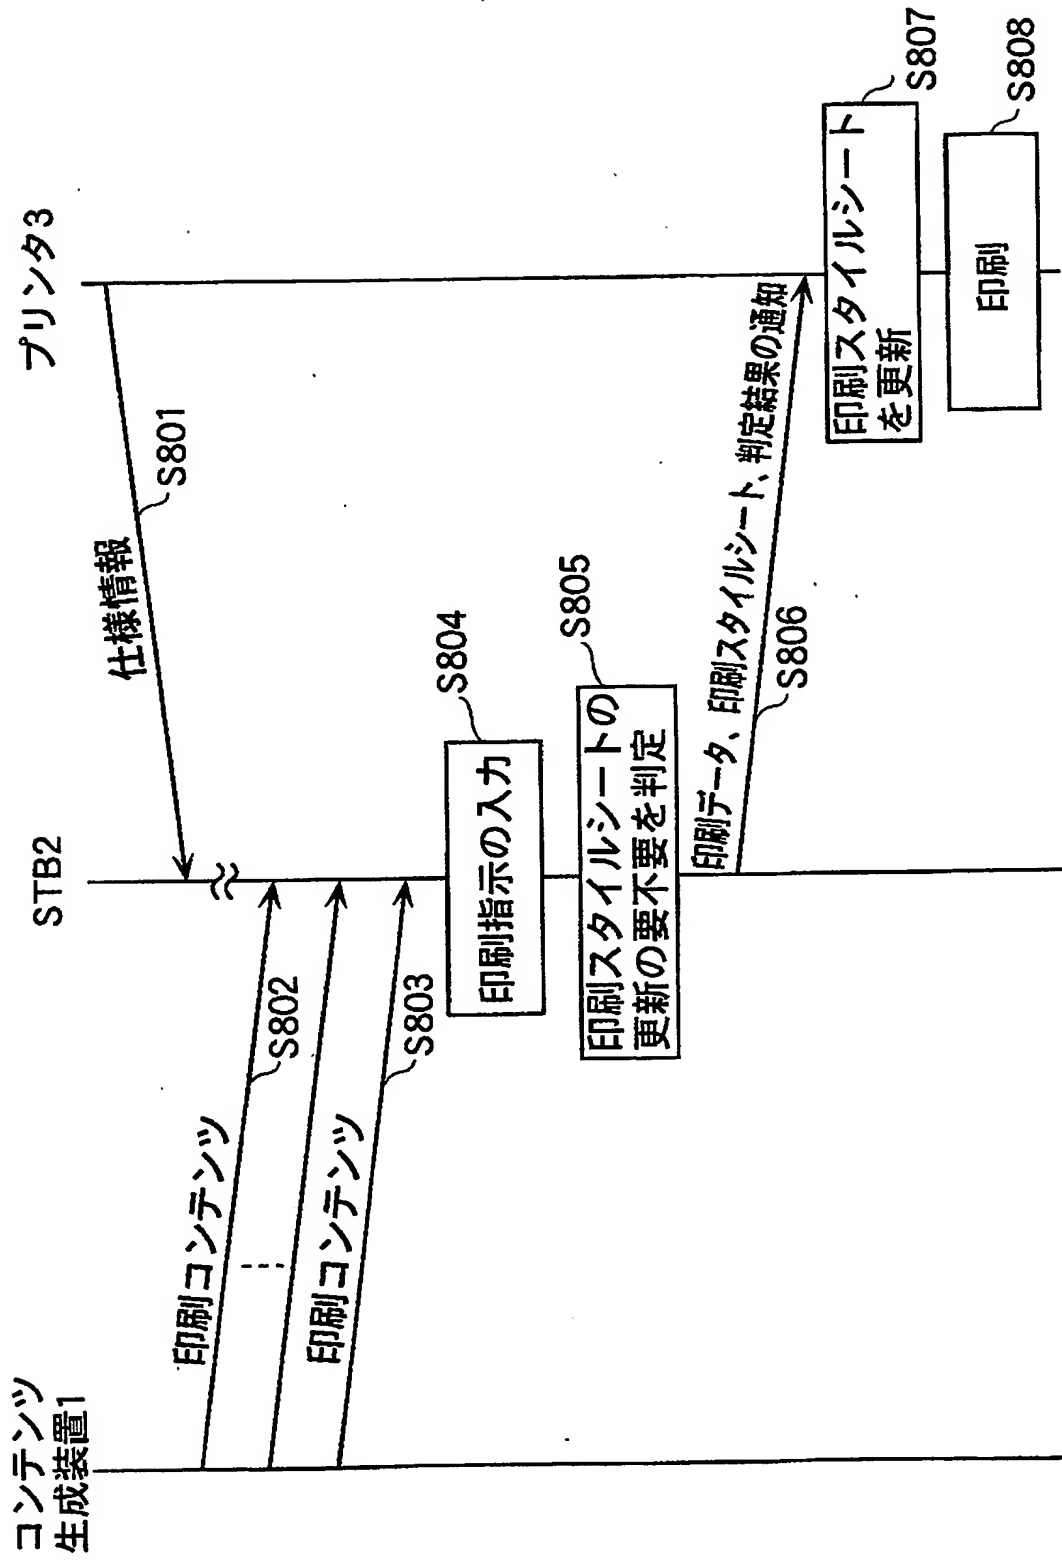 コンテンツ
生成装置1
STB2
プリンタ3
仕様情報
S801
印刷コンテンツ
S802
印刷コンテンツ
S803
印刷指示の入力
S804
印刷スタイルシートの
更新の要不要を判定
S805
印刷データ、印刷スタイルシート、判定結果の通知
S806
印刷スタイルシート
を更新
S807
印刷
S808